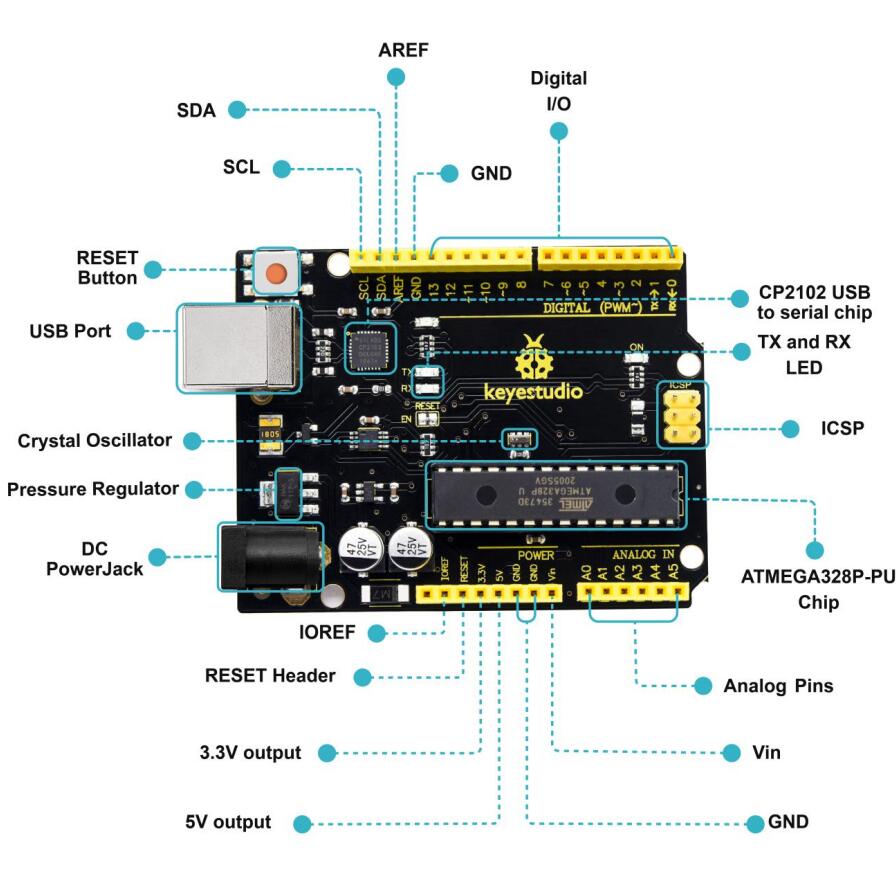 AREF
Digital
I/O
SDA
SCL
GND
RESET
Button
USB Port
CP2102 USB
to serial chip
TX and RX
LED
Crystal Oscillator
ICSP
Pressure Regulator
DC
PowerJack
ATMEGA328P-PU
Chip
IOREF
RESET Header
Analog Pins
3.3V output
Vin
5V output
GND
SCL
SDA
AREF
GND
13
12
~11
~10
~9
8
7
~6
~5
4
~3
2
TX→1
RX←0
DIGITAL (PWM~)
CP2102
TX
RX
ON
ICSP
keyestudio
RESET
EN
ATMEL
35473D
ATMEGA328P U
2005SGV
47
25V
VT
47
25V
VT
M7
POWER
ANALOG IN
IOREF
RESET
3.3V
5V
GND
GND
Vin
A0
A1
A2
A3
A4
A5